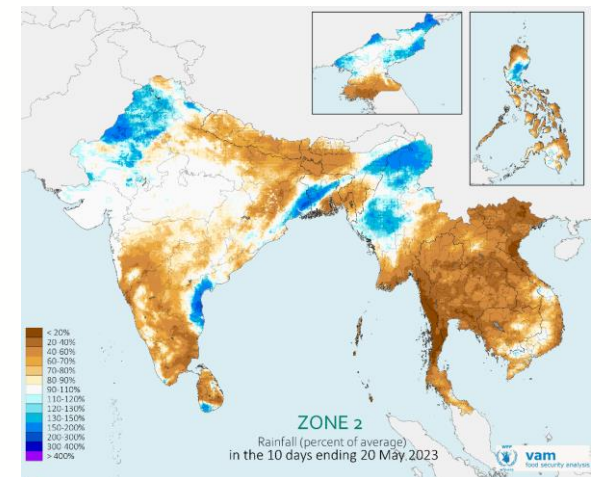 < 20%
20-40%
40-60%
60-70%
70-80%
80-90%
90-110%
110-120%
120-130%
130-150%
150-200%
200-300%
300-400%
> 400%
ZONE 2
Rainfall (percent of average)
in the 10 days ending 20 May 2023
WFP
vam
food security analysis